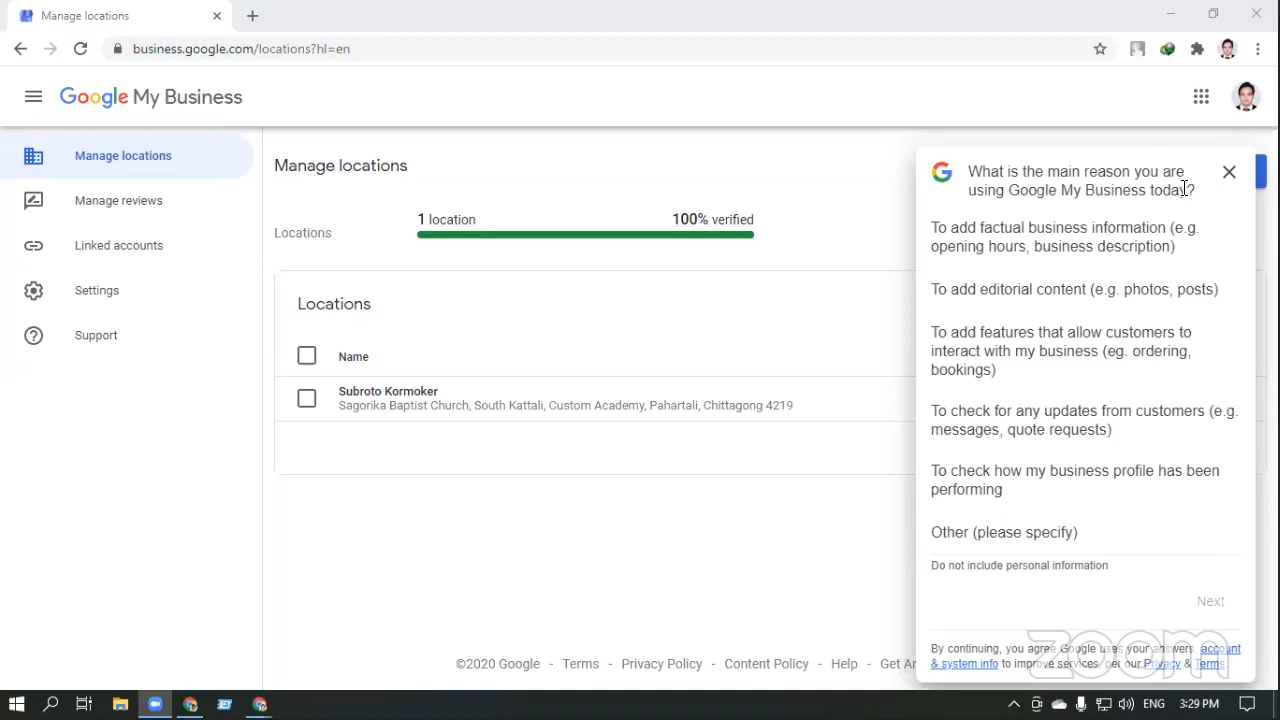 Manage locations
business.google.com/locations?hl=en
Google My Business
Manage locations
Manage reviews
Linked accounts
Settings
Support
Manage locations
Locations
1 location
100% verified
Locations
Name
Subroto Kormoker
Sagorika Baptist Church, South Kattali, Custom Academy, Pahartali, Chittagong 4219
What is the main reason you are
using Google My Business today?
To add factual business information (e.g.
opening hours, business description)
To add editorial content (e.g. photos, posts)
To add features that allow customers to
interact with my business (eg. ordering,
bookings)
To check for any updates from customers (e.g.
messages, quote requests)
To check how my business profile has been
performing
Other (please specify)
Do not include personal information
Next
By continuing, you agree Google uses your answers, account
& system info to improve services, per our Privacy & Terms
zoom
©2020 Google - Terms - Privacy Policy - Content Policy - Help - Get
ENG
3:29 PM